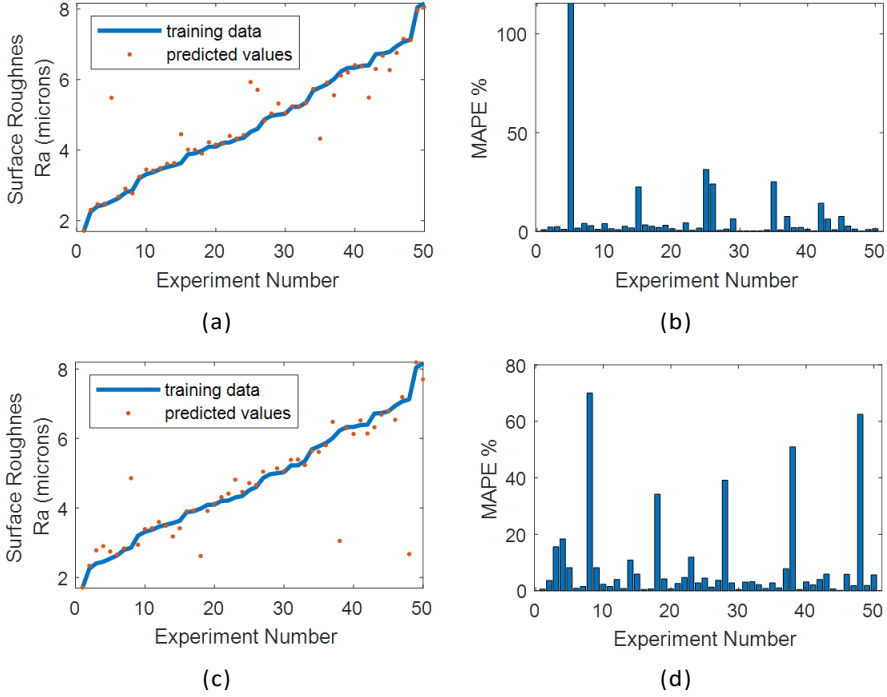 8
6
4
2
training data
predicted values
Surface Roughnes
Ra (microns)
0
10
20
30
40
50
Experiment Number
(a)
100
50
0
MAPE %
0
10
20
30
40
50
Experiment Number
(b)
8
6
4
2
training data
predicted values
Surface Roughnes
Ra (microns)
0
10
20
30
40
50
Experiment Number
(c)
80
60
40
20
0
MAPE %
0
10
20
30
40
50
Experiment Number
(d)